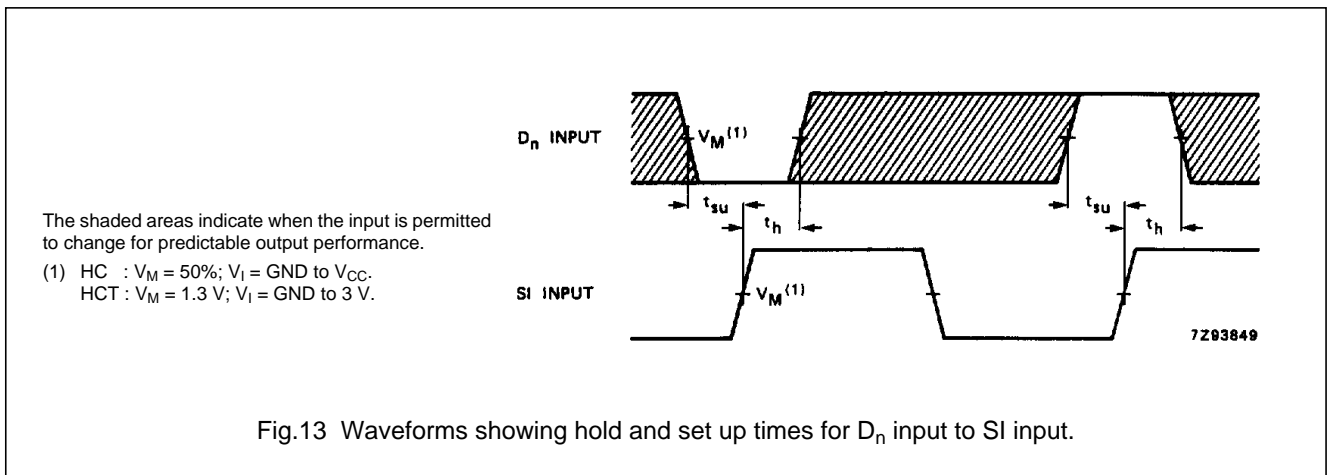 Dn INPUT
VM(1)
tsu
th
tsu
th
The shaded areas indicate when the input is permitted
to change for predictable output performance.
(1) HC : VM = 50%; VI = GND to VCC.
HCT : VM = 1.3 V; VI = GND to 3 V.
SI INPUT
VM(1)
7Z93849
Fig.13 Waveforms showing hold and set up times for Dn input to SI input.